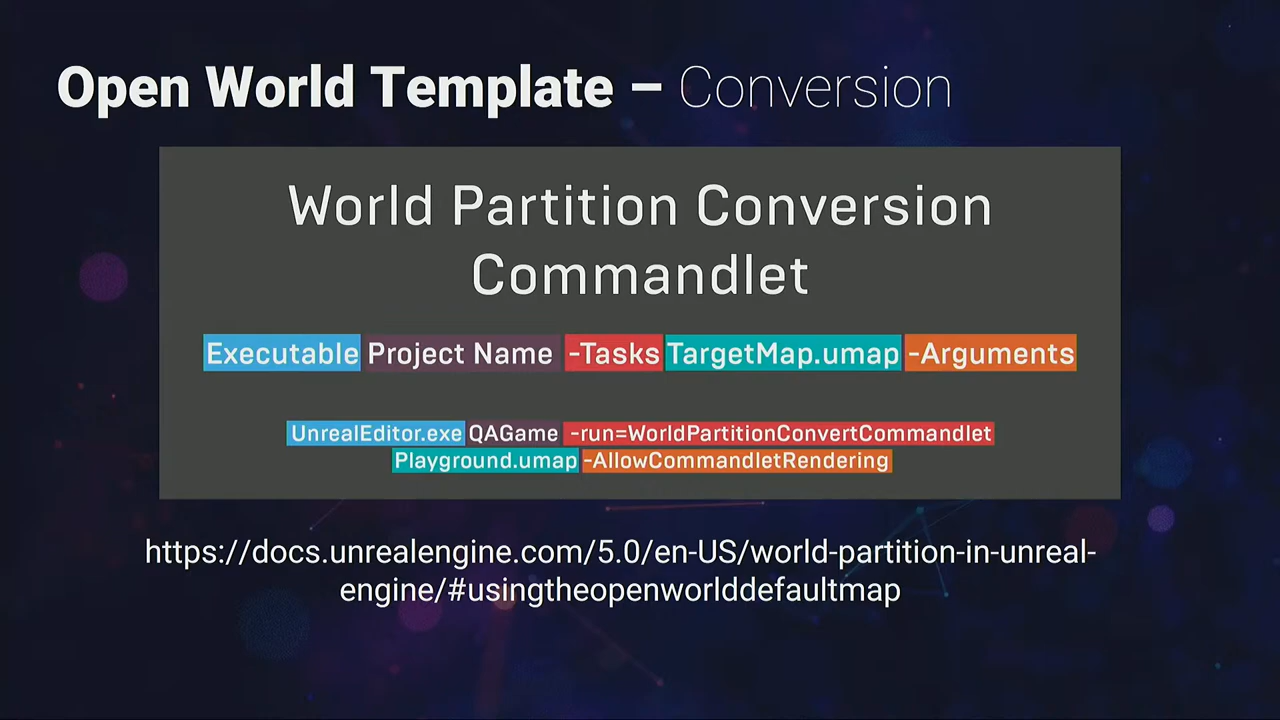 Open World Template – Conversion
World Partition Conversion
Commandlet
Executable Project Name -Tasks TargetMap.umap -Arguments
UnrealEditor.exe QAGame -run=WorldPartitionConvertCommandlet
Playground.umap -AllowCommandletRendering
https://docs.unrealengine.com/5.0/en-US/world-partition-in-unreal-
engine/#usingtheopenworlddefaultmap